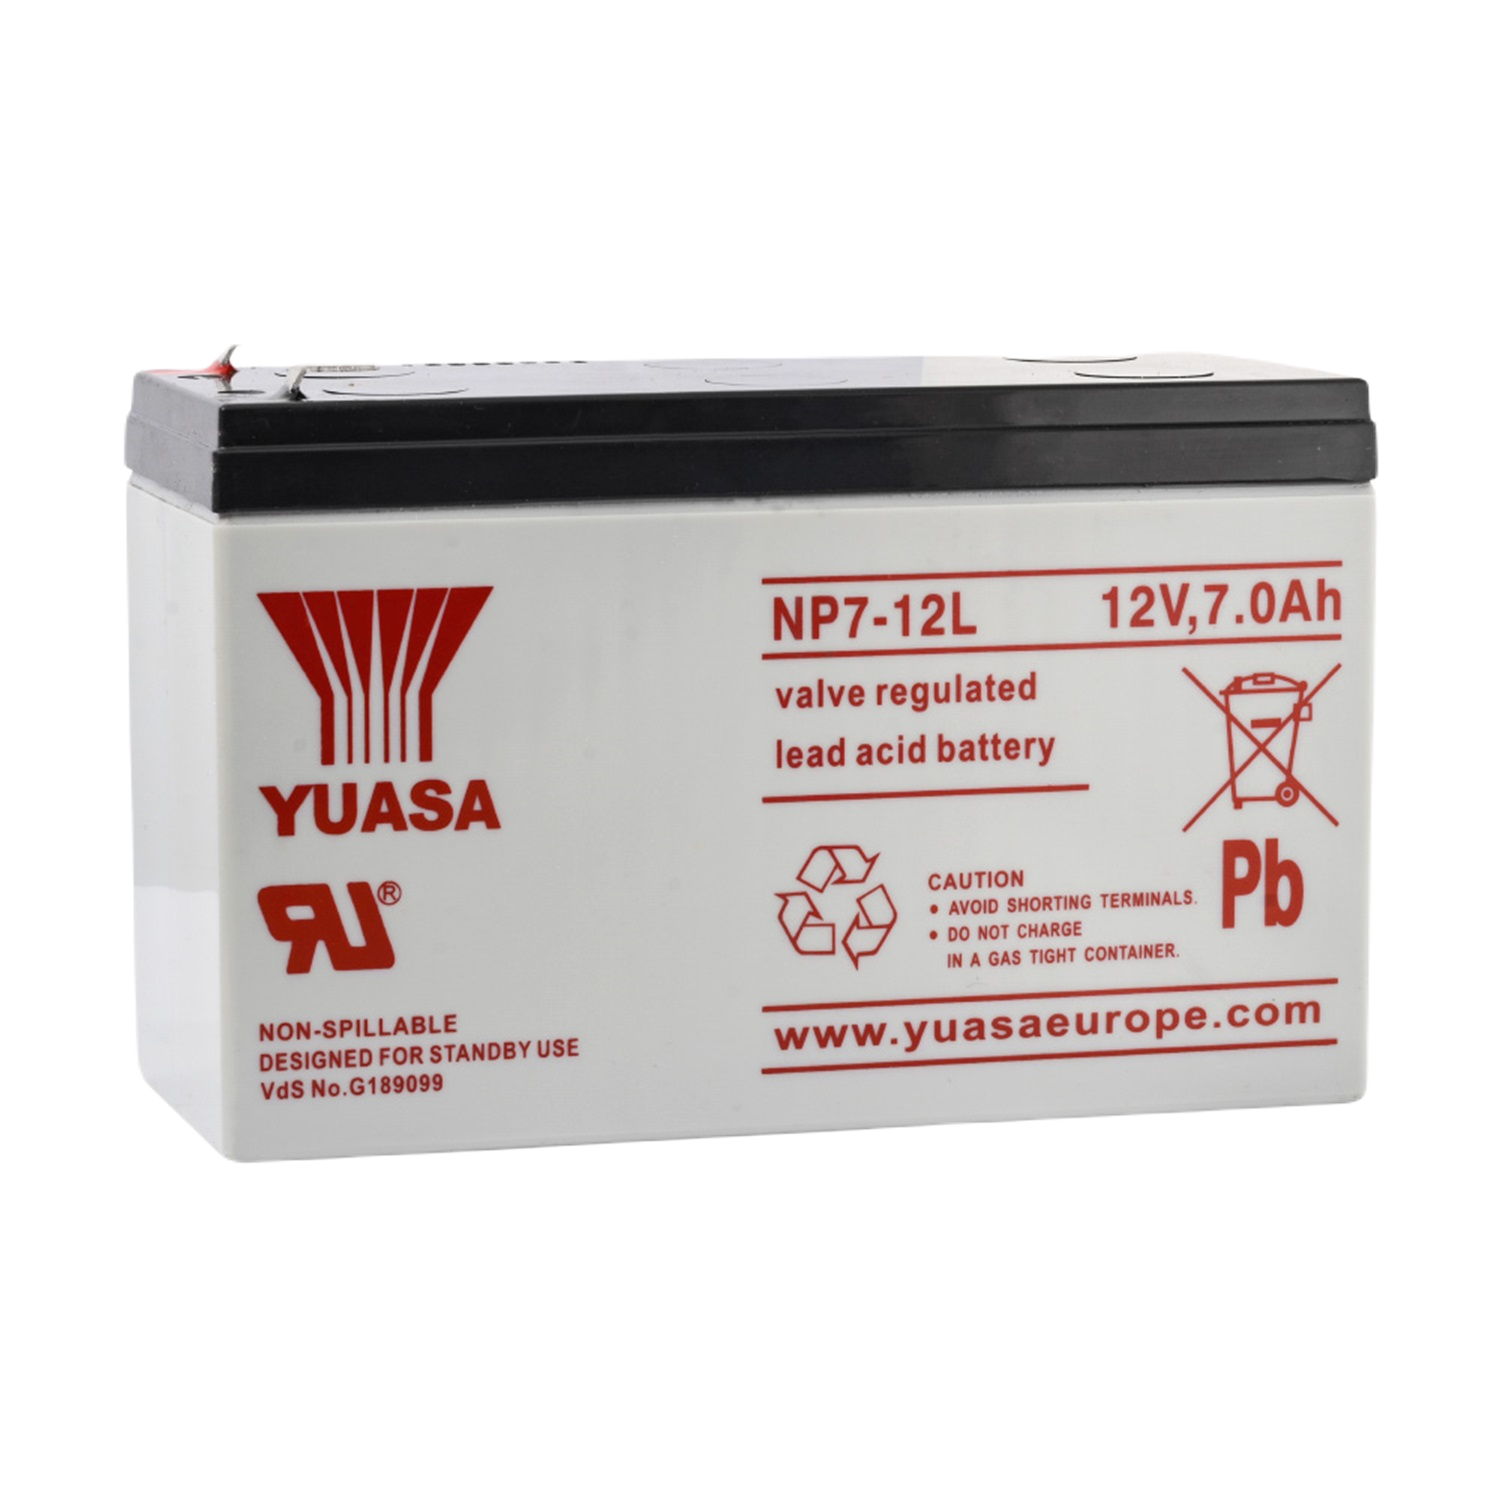 YUASA
NON-SPILLABLE
DESIGNED FOR STANDBY USE
VdS No.G189099
NP7-12L 12V,7.0Ah
valve regulated
lead acid battery
CAUTION
• AVOID SHORTING TERMINALS.
• DO NOT CHARGE
IN A GAS TIGHT CONTAINER.
Pb
www.yuasaeurope.com